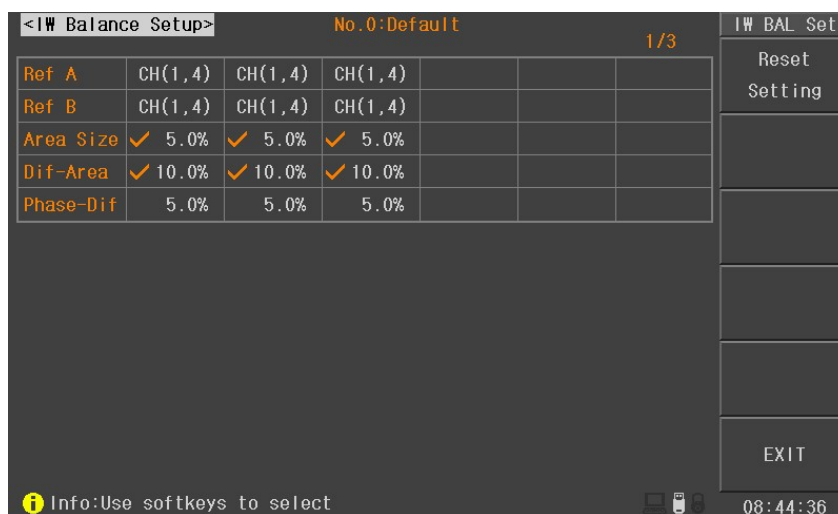 <IW Balance Setup>
No.0:Default
1/3
IW BAL Set
Reset
Setting
Ref A CH(1,4) CH(1,4) CH(1,4)
Ref B CH(1,4) CH(1,4) CH(1,4)
Area Size ✓ 5.0% ✓ 5.0% ✓ 5.0%
Dif-Area ✓ 10.0% ✓ 10.0% ✓ 10.0%
Phase-Dif 5.0% 5.0% 5.0%
EXIT
i Info:Use softkeys to select
08:44:36